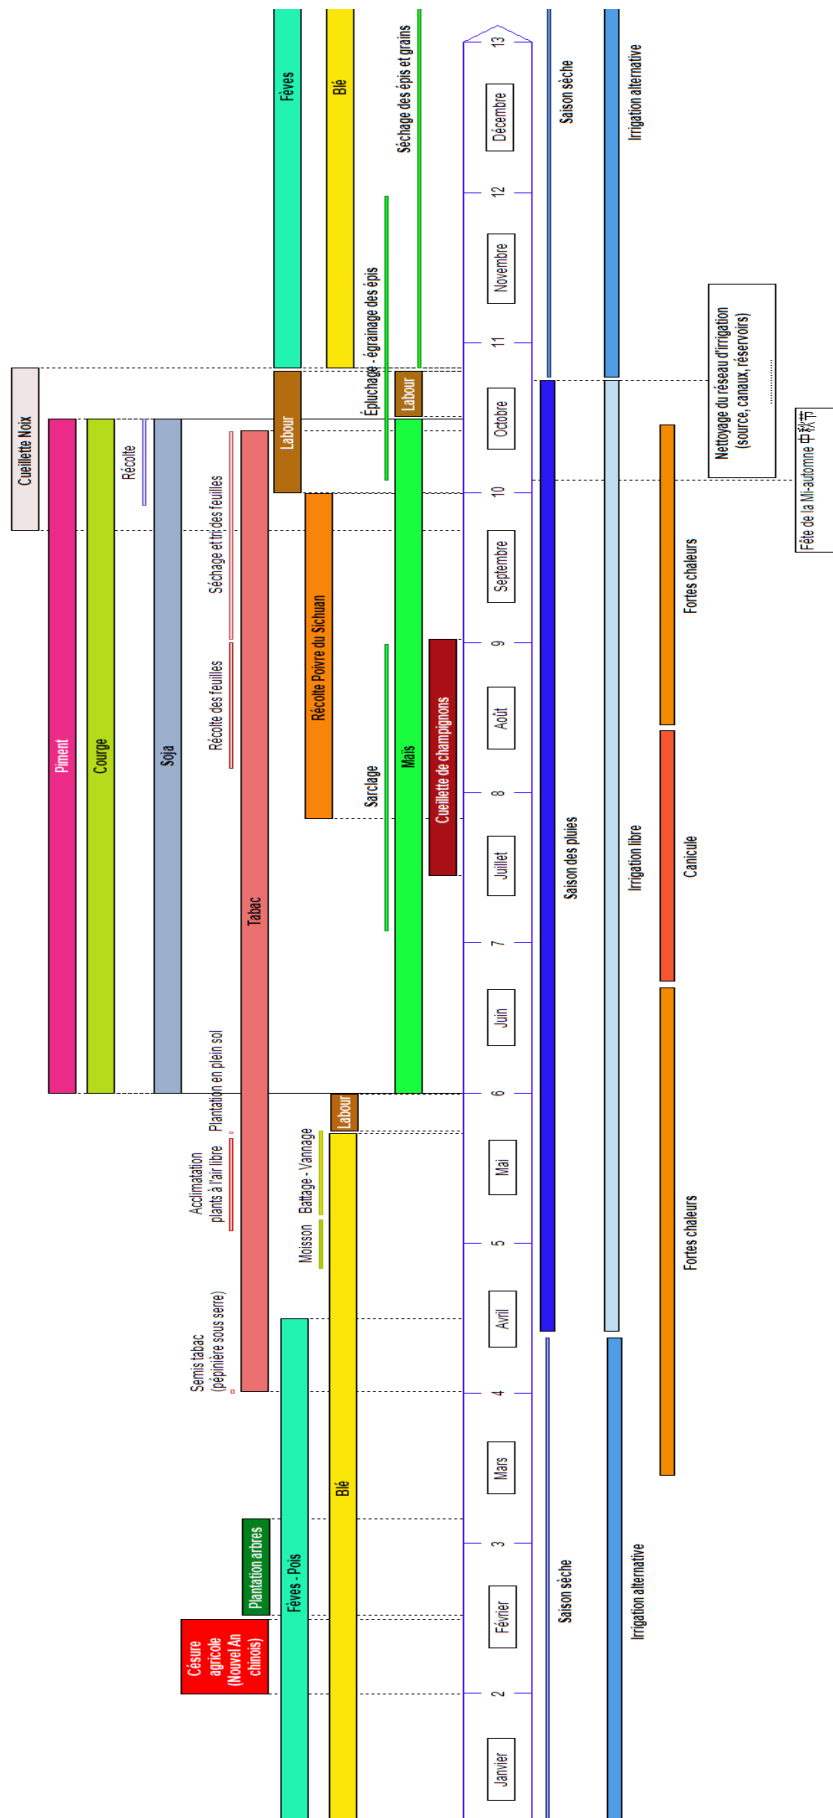 Cueillette Noix
Piment
Courge
Récolte
Soja
Césure
agricole
(Nouvel An
chinois)
Semis tabac
(pépinière sous serre)
Acclimatation
plants à l'air libre
Plantation en plein sol
Récolte des feuilles
Séchage et tri des feuilles
Plantation arbres
Tabac
Fèves - Pois
Labour
Fèves
Moisson
Battage - Vannage
Récolte Poivre du Sichuan
Blé
Labour
Blé
Sarclage
Épluchage - égrainage des épis
Maïs
Labour
Séchage des épis et grains
Cueillette de champignons
Janvier
2
Février
3
Mars
4
Avril
5
Mai
6
Juin
7
Juillet
8
Août
9
Septembre
10
Octobre
11
Novembre
12
Décembre
13
Saison sèche
Saison des pluies
Saison sèche
Irrigation alternative
Irrigation libre
Irrigation alternative
Fortes chaleurs
Canicule
Fortes chaleurs
Nettoyage du réseau d'irrigation
(source, canaux, réservoirs)
Fête de la Mi-automne 中秋节